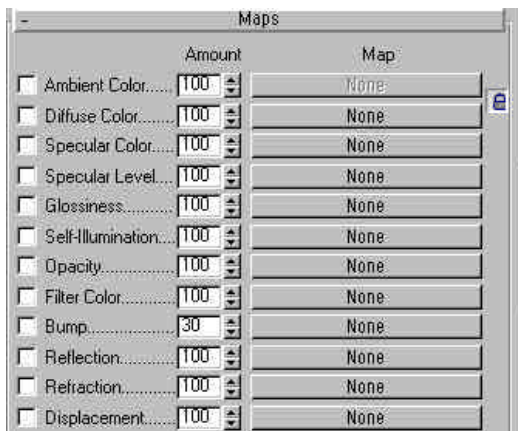 - Maps
Amount Map
Ambient Color...... 100 None
Diffuse Color........ 100 None
Specular Color..... 100 None
Specular Level.... 100 None
Glossiness........... 100 None
Self-Illumination.... 100 None
Opacity................ 100 None
Filter Color............ 100 None
Bump................... 30 None
Reflection............. 100 None
Refraction............ 100 None
Displacement....... 100 None